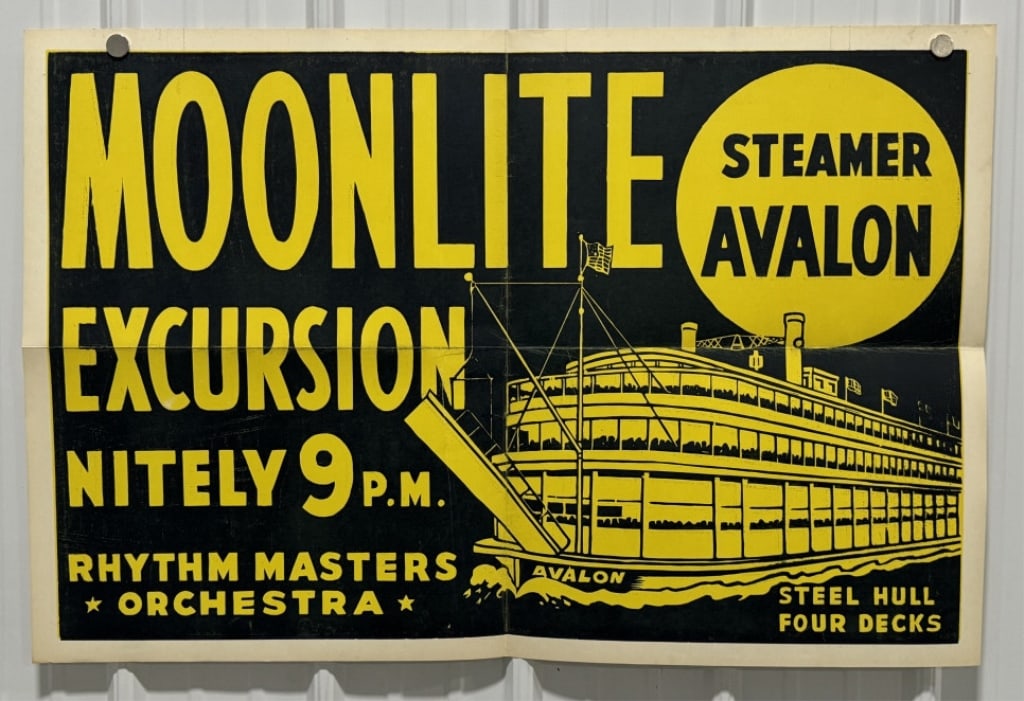 MOONLITE
STEAMER
AVALON
EXCURSION
NITELY 9 P.M.
RHYTHM MASTERS
★ ORCHESTRA ★
AVALON
STEEL HULL
FOUR DECKS